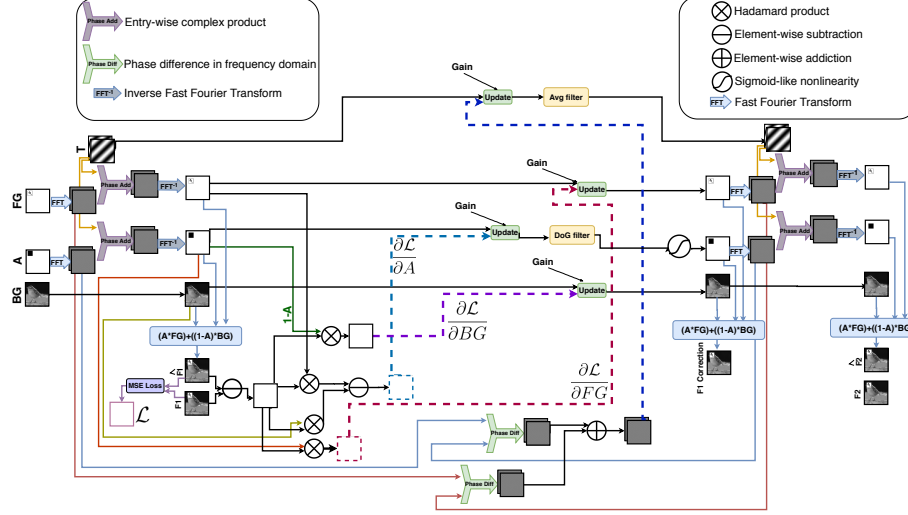 Phase Add
Entry-wise complex product
Phase Diff
Phase difference in frequency domain
FFT⁻¹
Inverse Fast Fourier Transform
Hadamard product
Element-wise subtraction
Element-wise addiction
Sigmoid-like nonlinearity
FFT
Fast Fourier Transform
Gain
Update
Avg filter
T
FG
FFT
Phase Add
FFT⁻¹
Gain
Update
FFT
Phase Add
FFT⁻¹
A
FFT
Phase Add
FFT⁻¹
Gain
Update
DoG filter
FFT
Phase Add
FFT⁻¹
∂ℒ
∂A
BG
Gain
Update
1-A
∂ℒ
∂BG
(A*FG)+((1-A)*BG)
(A*FG)+((1-A)*BG)
(A*FG)+((1-A)*BG)
MSE Loss
F̂1
F1
ℒ
∂ℒ
∂FG
F1 Correction
F̂2
F2
Phase Diff
Phase Diff